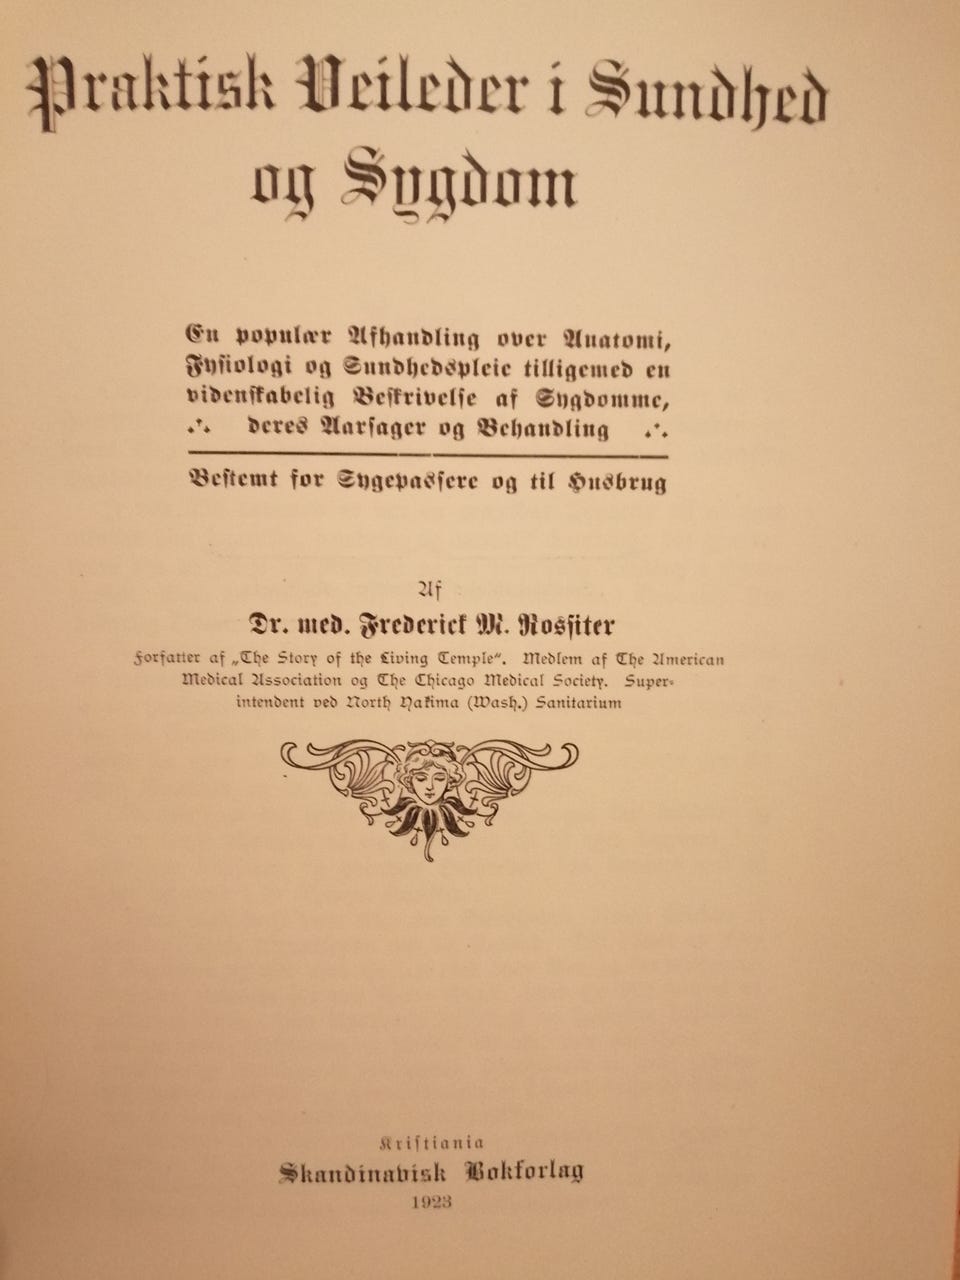 Praktisk Veileder i Sundhed
og Sygdom
En populær Afhandling over Anatomi,
Fysiologi og Sundhedspleie tilligemed en
videnskabelig Beskrivelse af Sygdomme,
deres Aarsager og Behandling
Bestemt for Sygepassere og til Husbrug
Af
Dr. med. Frederick M. Rossiter
Forfatter af „The Story of the Living Temple“. Medlem af The American
Medical Association og The Chicago Medical Society. Super-
intendent ved North Yakima (Wash.) Sanitarium
Kristiania
Skandinavisk Bokforlag
1923